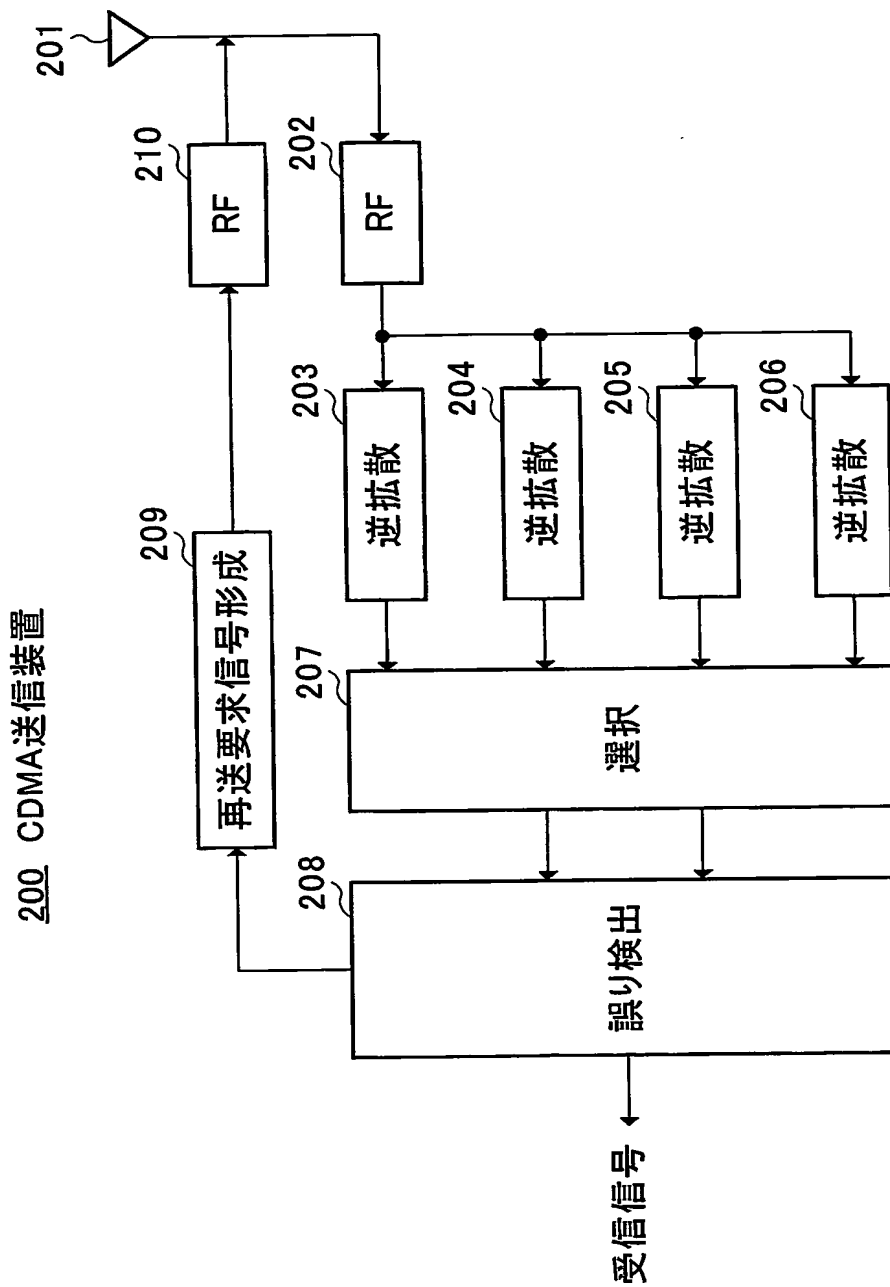 200 CDMA送信装置
201
210
RF
202
RF
209
再送要求信号形成
203
逆拡散
204
逆拡散
205
逆拡散
206
逆拡散
207
選択
208
誤り検出
受信信号